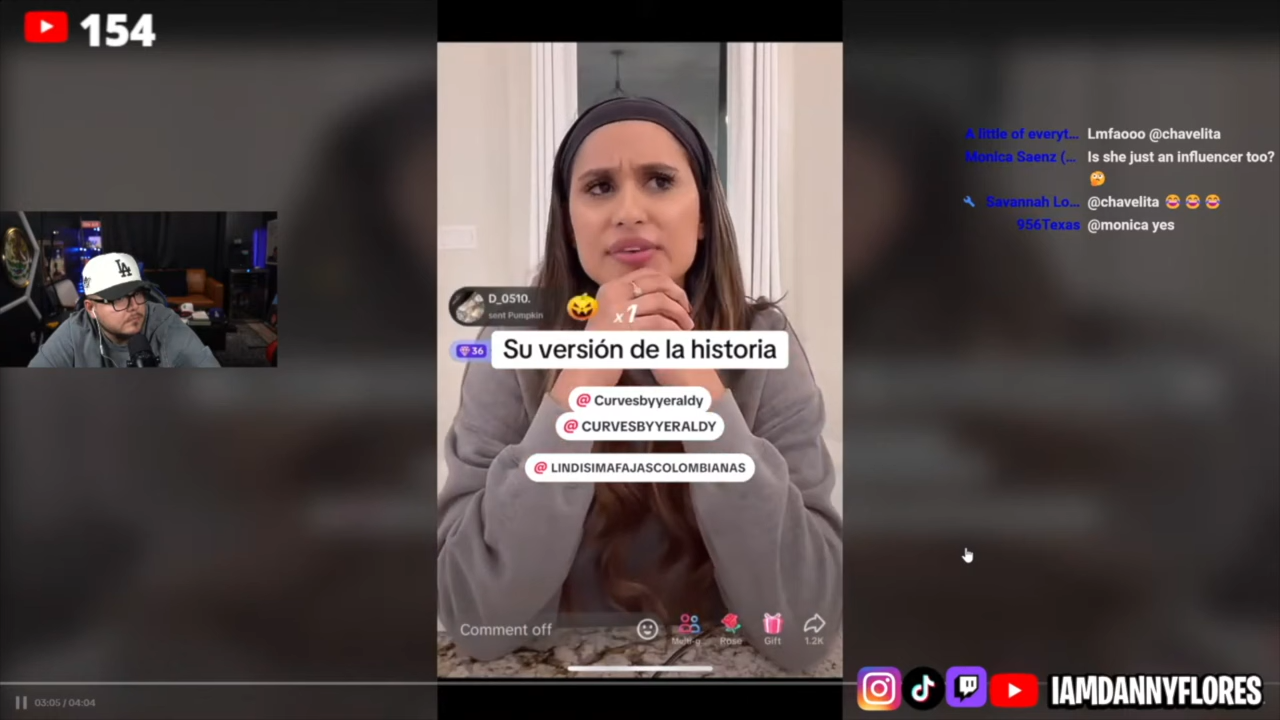 154
A little of everyt... Lmfaooo @chavelita
Monica Saenz (... Is she just an influencer too?
Savannah Lo... @chavelita
956Texas @monica yes
LA
D_0510.
sent Pumpkin
x1
36
Su versión de la historia
@ Curvesbyyeraldy
@ CURVESBYYERALDY
@ LINDISIMAFAJASCOLOMBIANAS
Comment off
Rose
Gift
1.2K
03:05 / 04:04
IAMDANNYFLORES